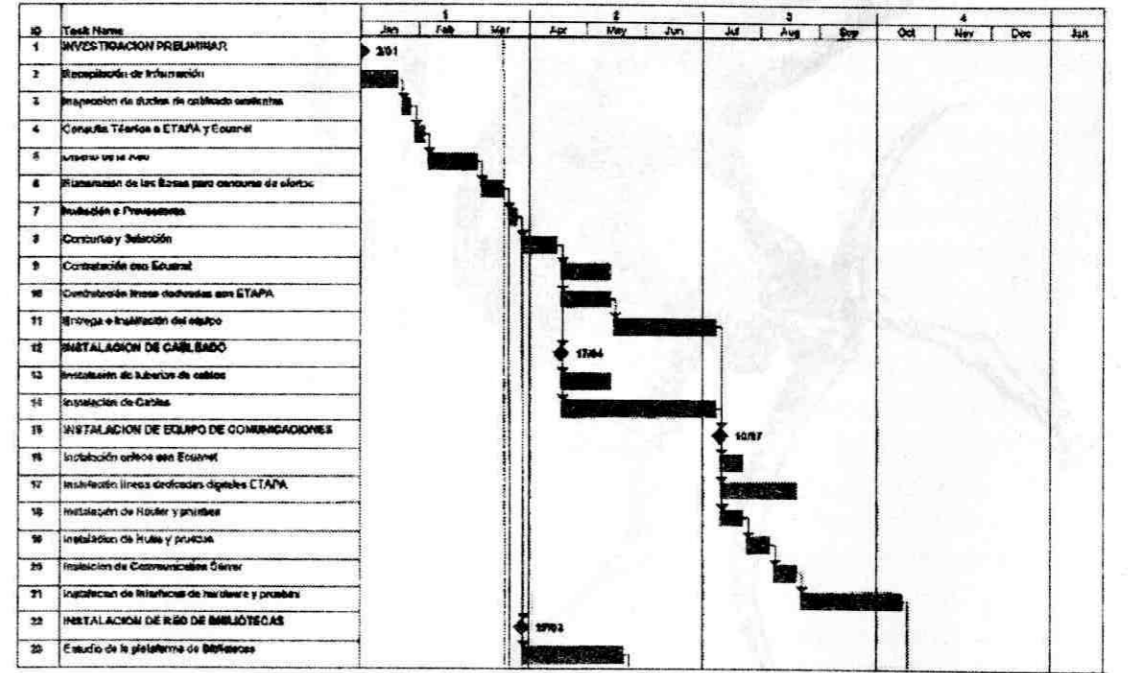 1 2 3 4
ID Task Name Jan Feb Mar Apr May Jun Jul Aug Sep Oct Nov Dec Jan
1 INVESTIGACION PRELIMINAR
2 Recopilación de Información
3 Inspección de ductos de cableado existentes
4 Consulta Técnica a ETAPA y Ecuanet
5 Diseño de la Red
6 Elaboración de las Bases para concurso de ofertas
7 Invitación a Proveedores
8 Concurso y Selección
9 Contratación con Ecuanet
10 Contratación líneas dedicadas con ETAPA
11 Entrega e Instalación del equipo
12 INSTALACION DE CABLEADO 17/04
13 Instalación de tuberías de cables
14 Instalación de Cables
15 INSTALACION DE EQUIPO DE COMUNICACIONES 10/07
16 Instalación enlace con Ecuanet
17 Instalación líneas dedicadas digitales ETAPA
18 Instalación de Router y pruebas
19 Instalación de Hubs y pruebas
20 Instalación de Communication Server
21 Instalación de Interfaces de hardware y pruebas
22 INSTALACION DE RED DE BIBLIOTECAS
23 Estudio de la plataforma de Bibliotecas